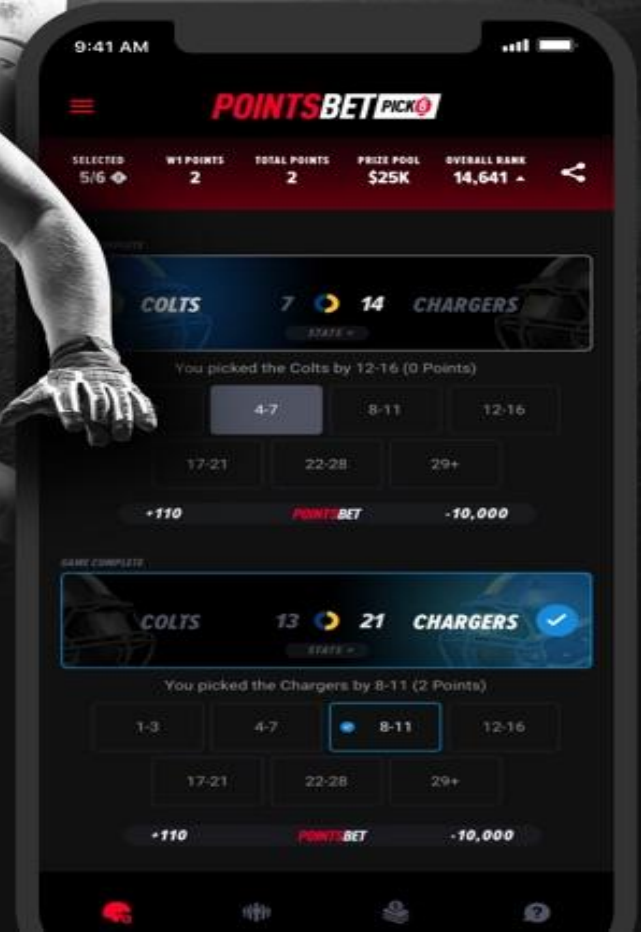 9:41 AM
POINTSBET PICK6
SELECTED W1 POINTS TOTAL POINTS PRIZE POOL OVERALL RANK
5/6 2 2 $25K 14,641
COLTS 7 14 CHARGERS
STATS
You picked the Colts by 12-16 (0 Points)
4-7 8-11 12-16
17-21 22-28 29+
+110 POINTSBET -10,000
GAME COMPLETE
COLTS 13 21 CHARGERS
STATS
You picked the Chargers by 8-11 (2 Points)
1-3 4-7 8-11 12-16
17-21 22-28 29+
+110 POINTSBET -10,000